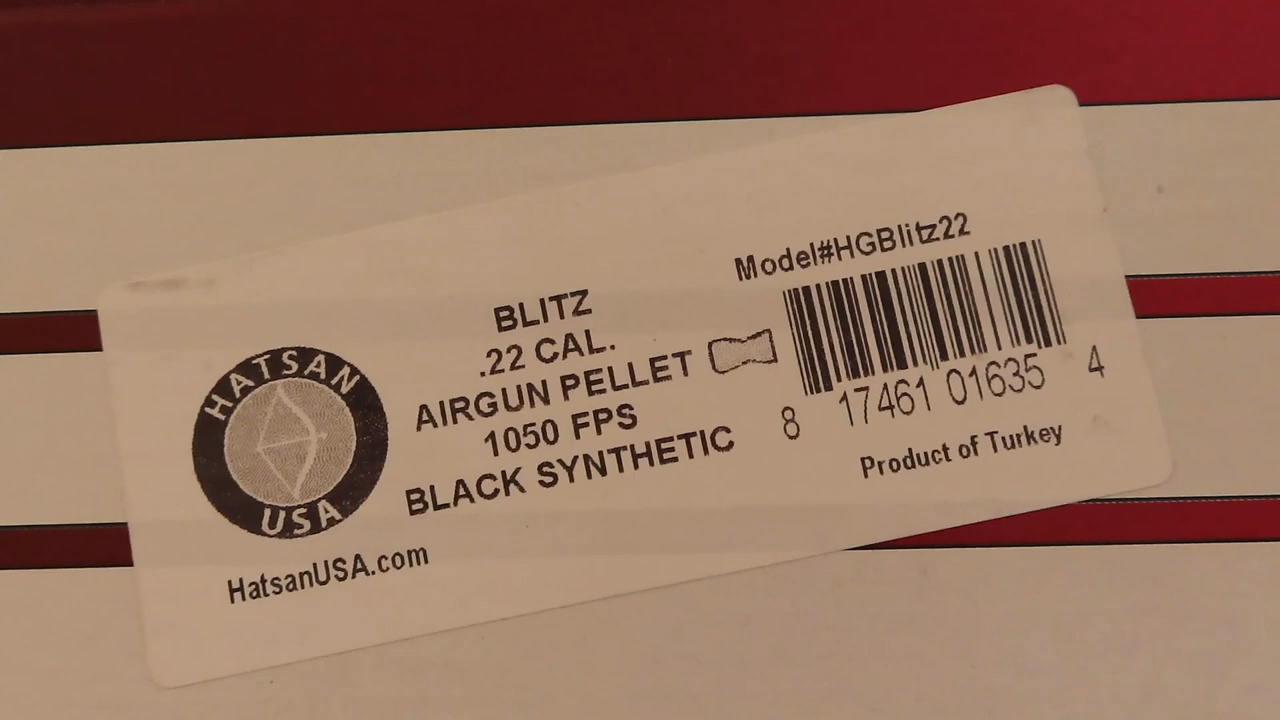 HATSAN
USA
HatsanUSA.com
BLITZ
.22 CAL.
AIRGUN PELLET
1050 FPS
BLACK SYNTHETIC
Model#HGBlitz22
8 17461 01635 4
Product of Turkey